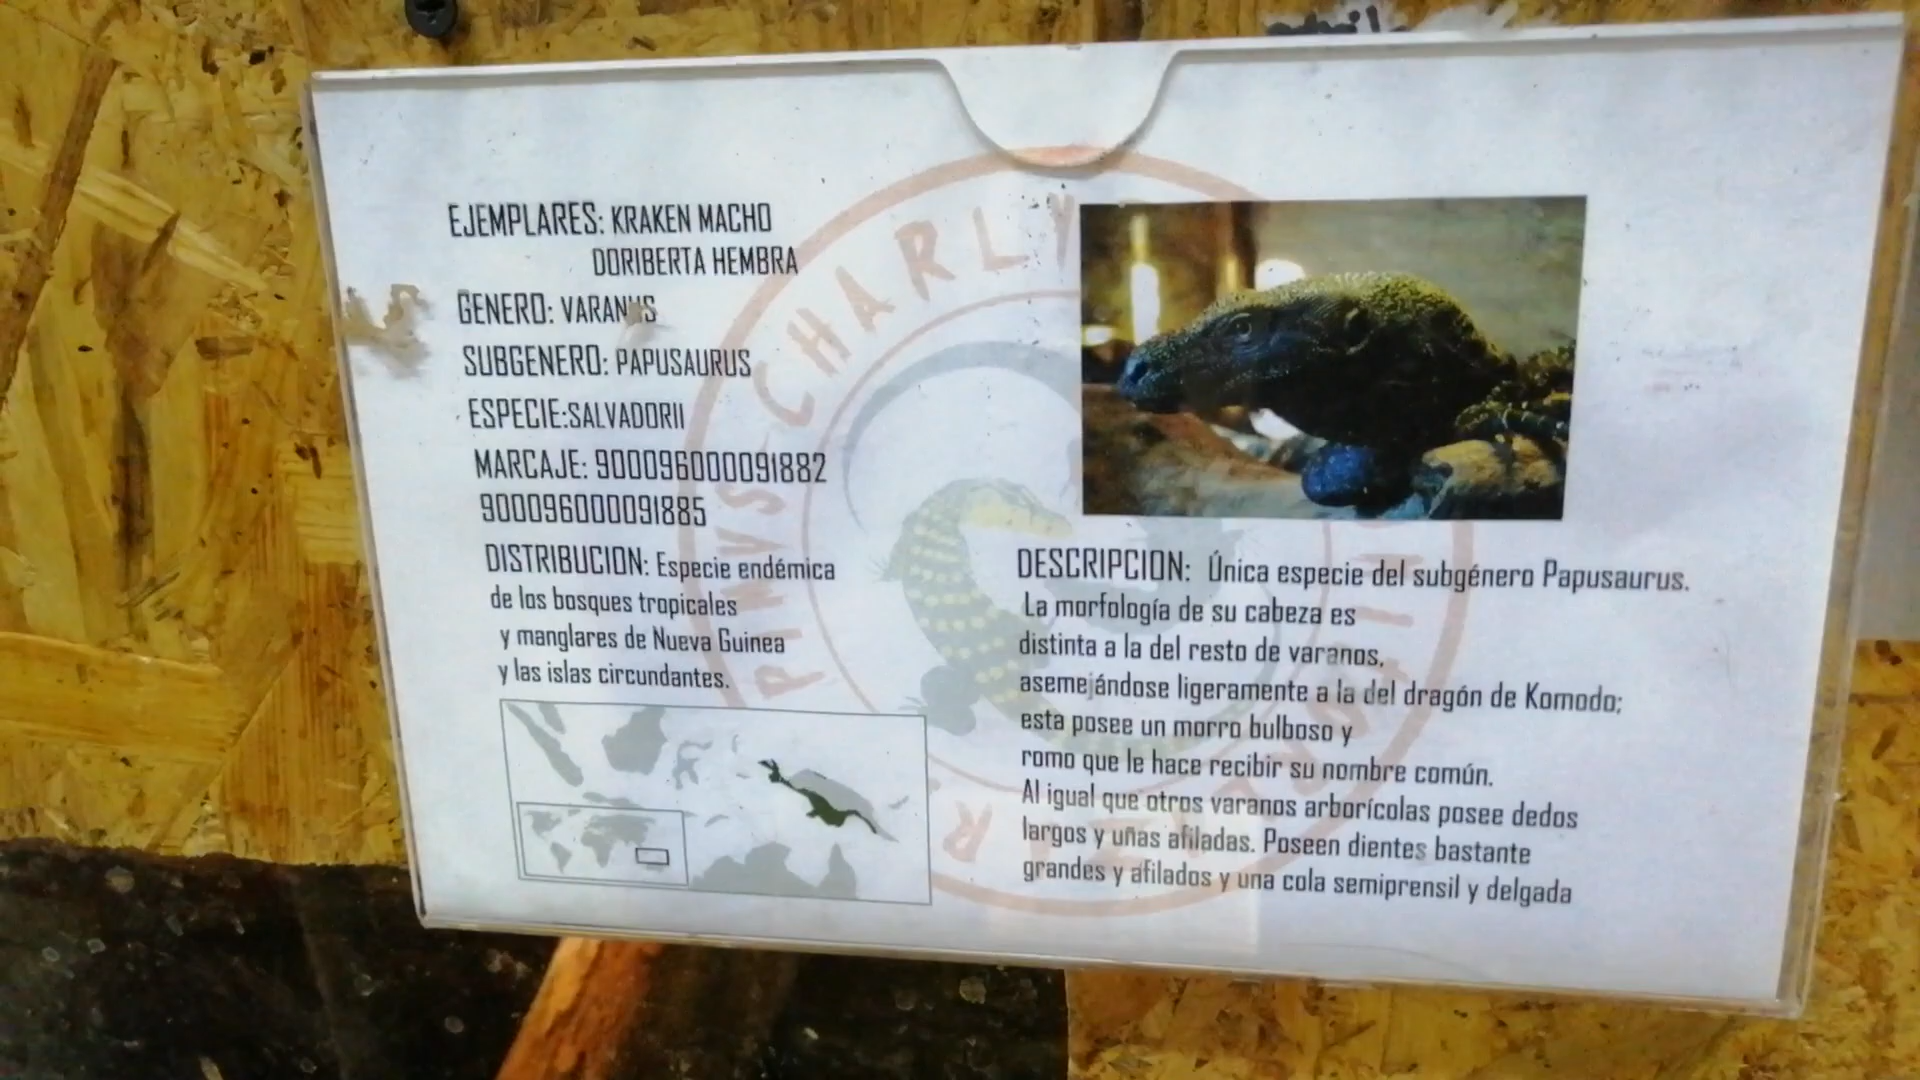 EJEMPLARES: KRAKEN MACHO
DORIBERTA HEMBRA
GENERO: VARANUS
SUBGENERO: PAPUSAURUS
ESPECIE:SALVADORII
MARCAJE: 900096000091882
900096000091885
DISTRIBUCION: Especie endémica
de los bosques tropicales
y manglares de Nueva Guinea
y las islas circundantes.
DESCRIPCION: Única especie del subgénero Papusaurus.
La morfología de su cabeza es
distinta a la del resto de varanos,
asemejándose ligeramente a la del dragón de Komodo;
esta posee un morro bulboso y
romo que le hace recibir su nombre común.
Al igual que otros varanos arborícolas posee dedos
largos y uñas afiladas. Poseen dientes bastante
grandes y afilados y una cola semiprensil y delgada
CHARLY